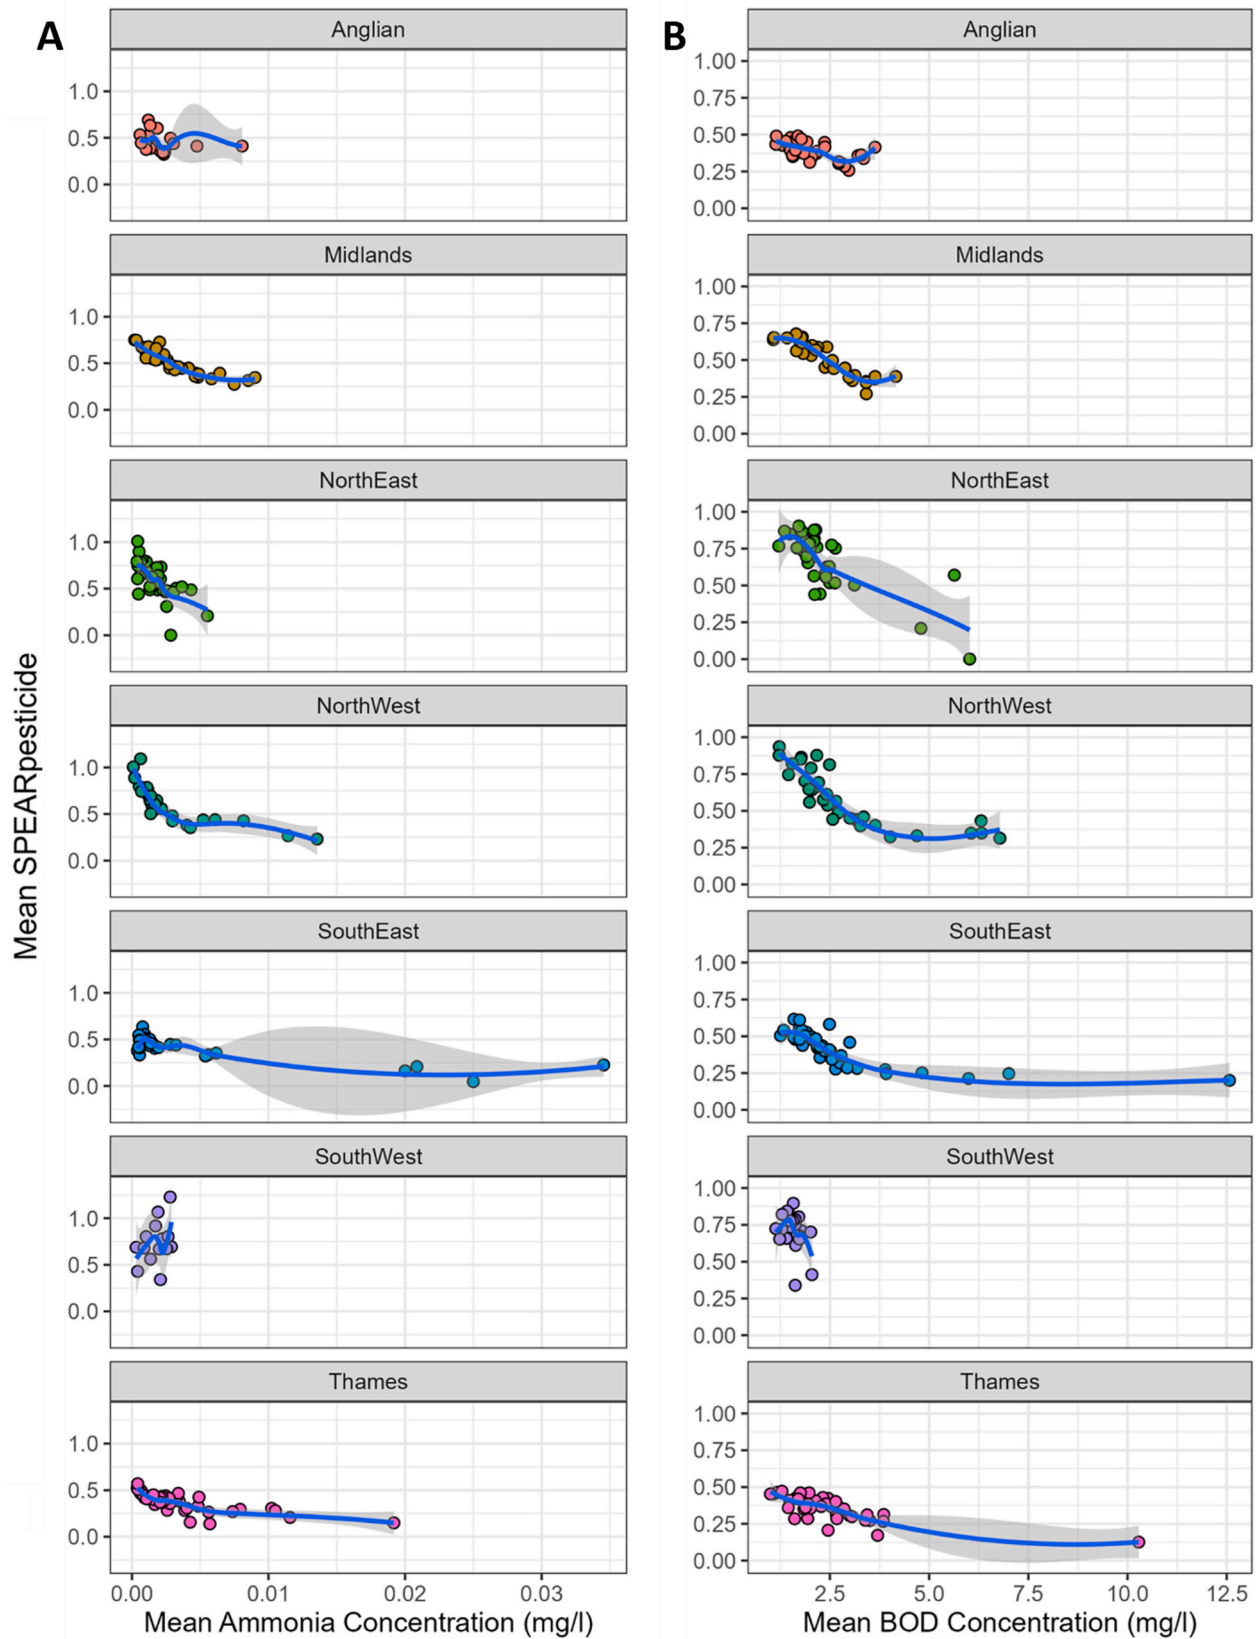 A
B
Mean SPEARpesticide
Anglian
1.0
0.5
0.0
Midlands
1.0
0.5
0.0
NorthEast
1.0
0.5
0.0
NorthWest
1.0
0.5
0.0
SouthEast
1.0
0.5
0.0
SouthWest
1.0
0.5
0.0
Thames
1.0
0.5
0.0
0.00 0.01 0.02 0.03
Mean Ammonia Concentration (mg/l)
Anglian
1.00
0.75
0.50
0.25
0.00
Midlands
1.00
0.75
0.50
0.25
0.00
NorthEast
1.00
0.75
0.50
0.25
0.00
NorthWest
1.00
0.75
0.50
0.25
0.00
SouthEast
1.00
0.75
0.50
0.25
0.00
SouthWest
1.00
0.75
0.50
0.25
0.00
Thames
1.00
0.75
0.50
0.25
0.00
2.5 5.0 7.5 10.0 12.5
Mean BOD Concentration (mg/l)